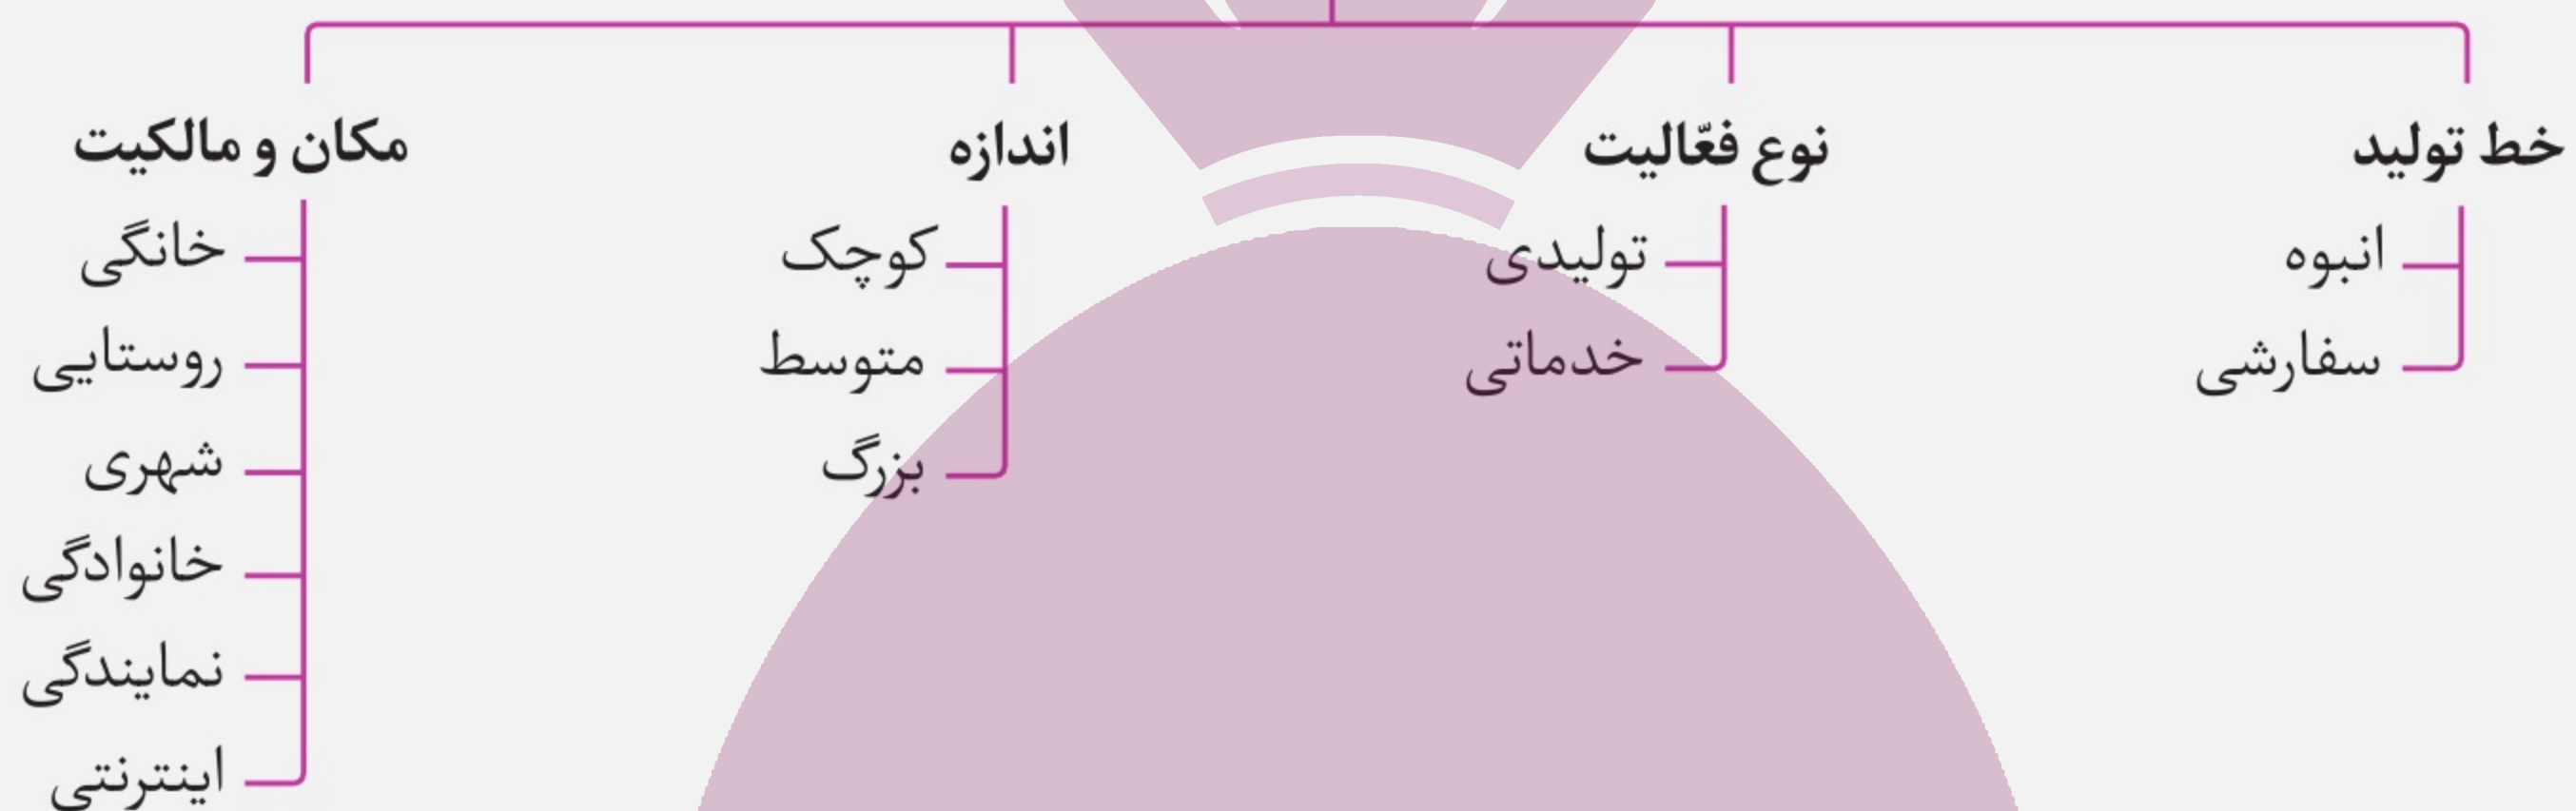 خط تولید
انبوه
سفارشی
نوع فعّالیت
تولیدی
خدماتی
اندازه
کوچک
متوسط
بزرگ
مکان و مالکیت
خانگی
روستایی
شهری
خانوادگی
نمایندگی
اینترنتی